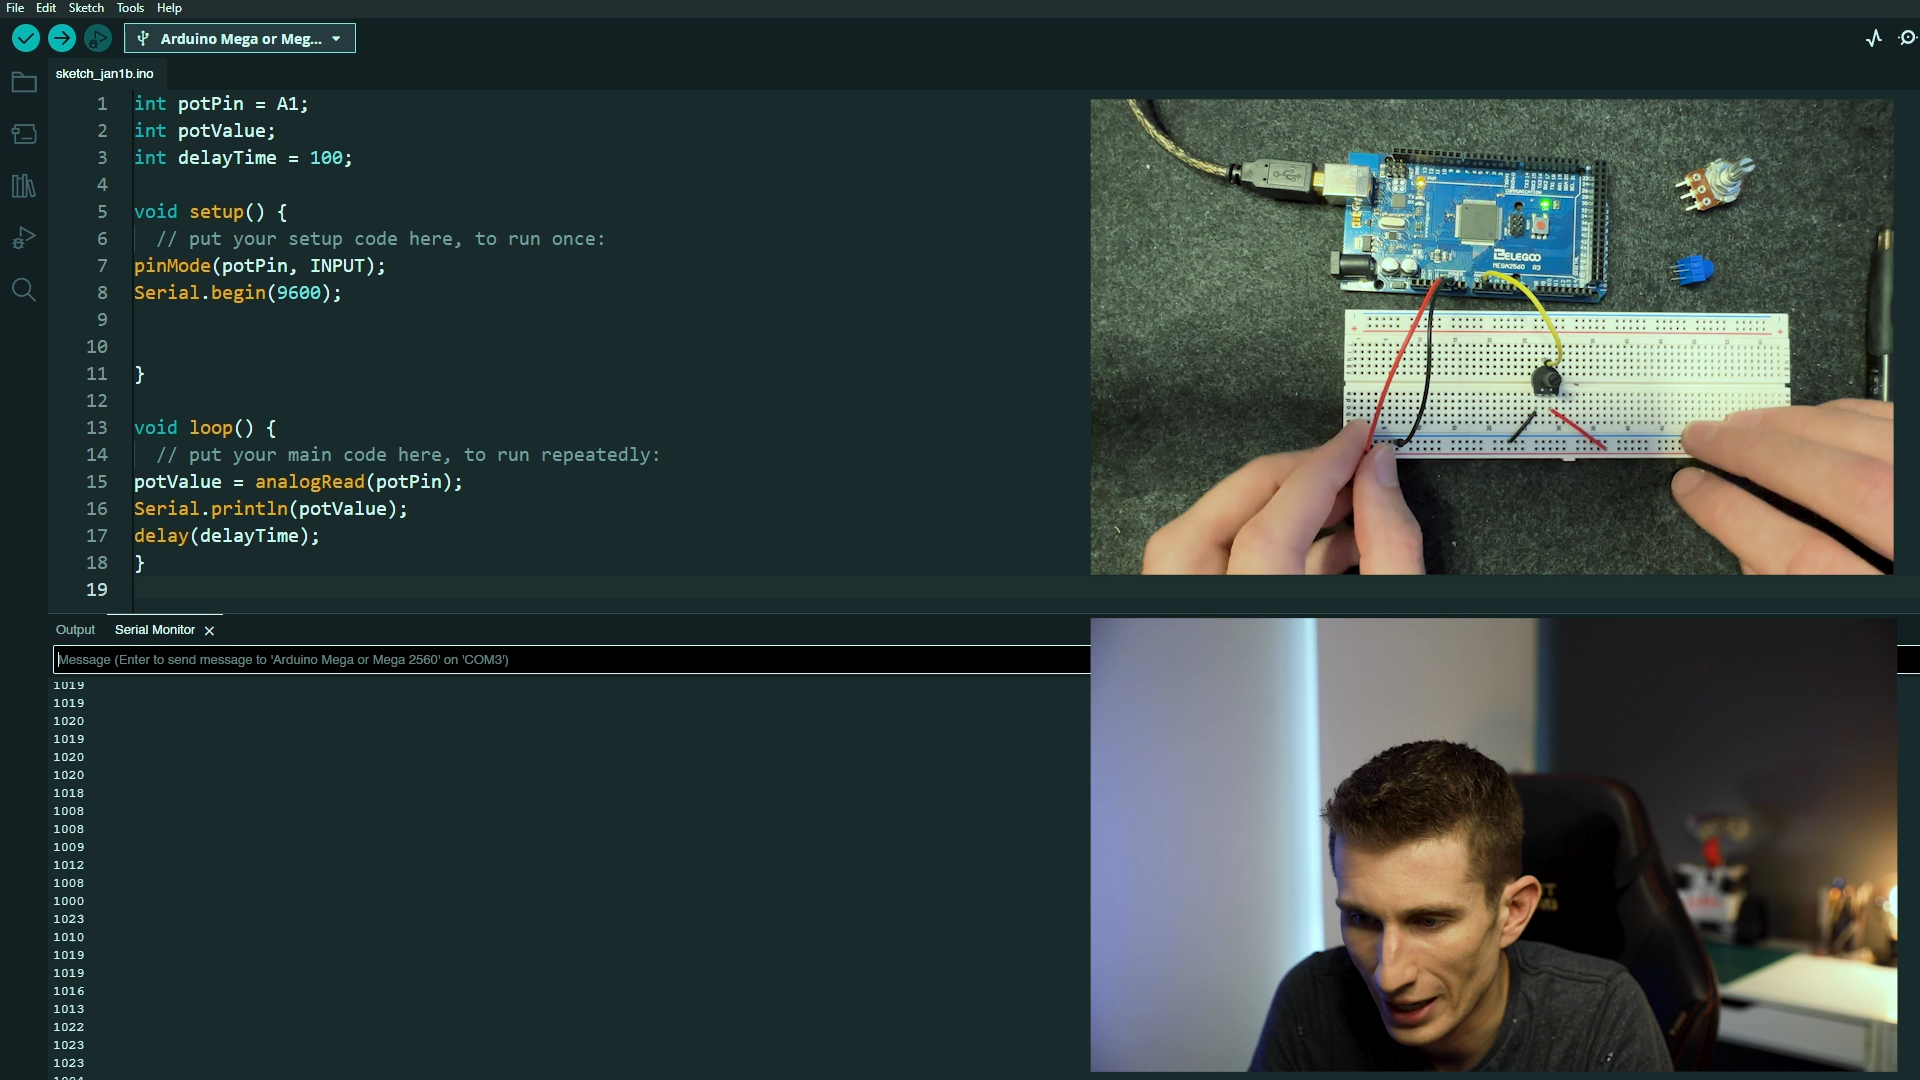 File Edit Sketch Tools Help
Arduino Mega or Meg...
sketch_jan1b.ino
1 int potPin = A1;
2 int potValue;
3 int delayTime = 100;
4
5 void setup() {
6 // put your setup code here, to run once:
7 pinMode(potPin, INPUT);
8 Serial.begin(9600);
9
10
11 }
12
13 void loop() {
14 // put your main code here, to run repeatedly:
15 potValue = analogRead(potPin);
16 Serial.println(potValue);
17 delay(delayTime);
18 }
19
ELEGOO
MEGA2560 R3
Output Serial Monitor
Message (Enter to send message to 'Arduino Mega or Mega 2560' on 'COM3')
1019
1019
1020
1019
1020
1020
1018
1008
1008
1009
1012
1008
1000
1023
1010
1019
1019
1016
1013
1022
1023
1023